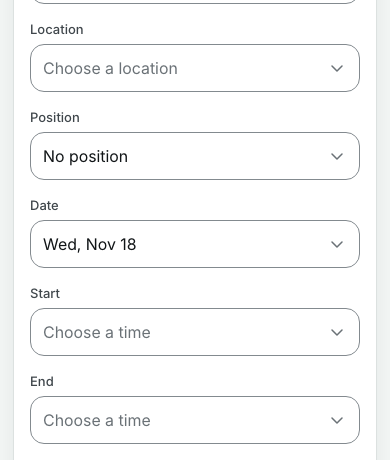 Location
Choose a location
Position
No position
Date
Wed, Nov 18
Start
Choose a time
End
Choose a time